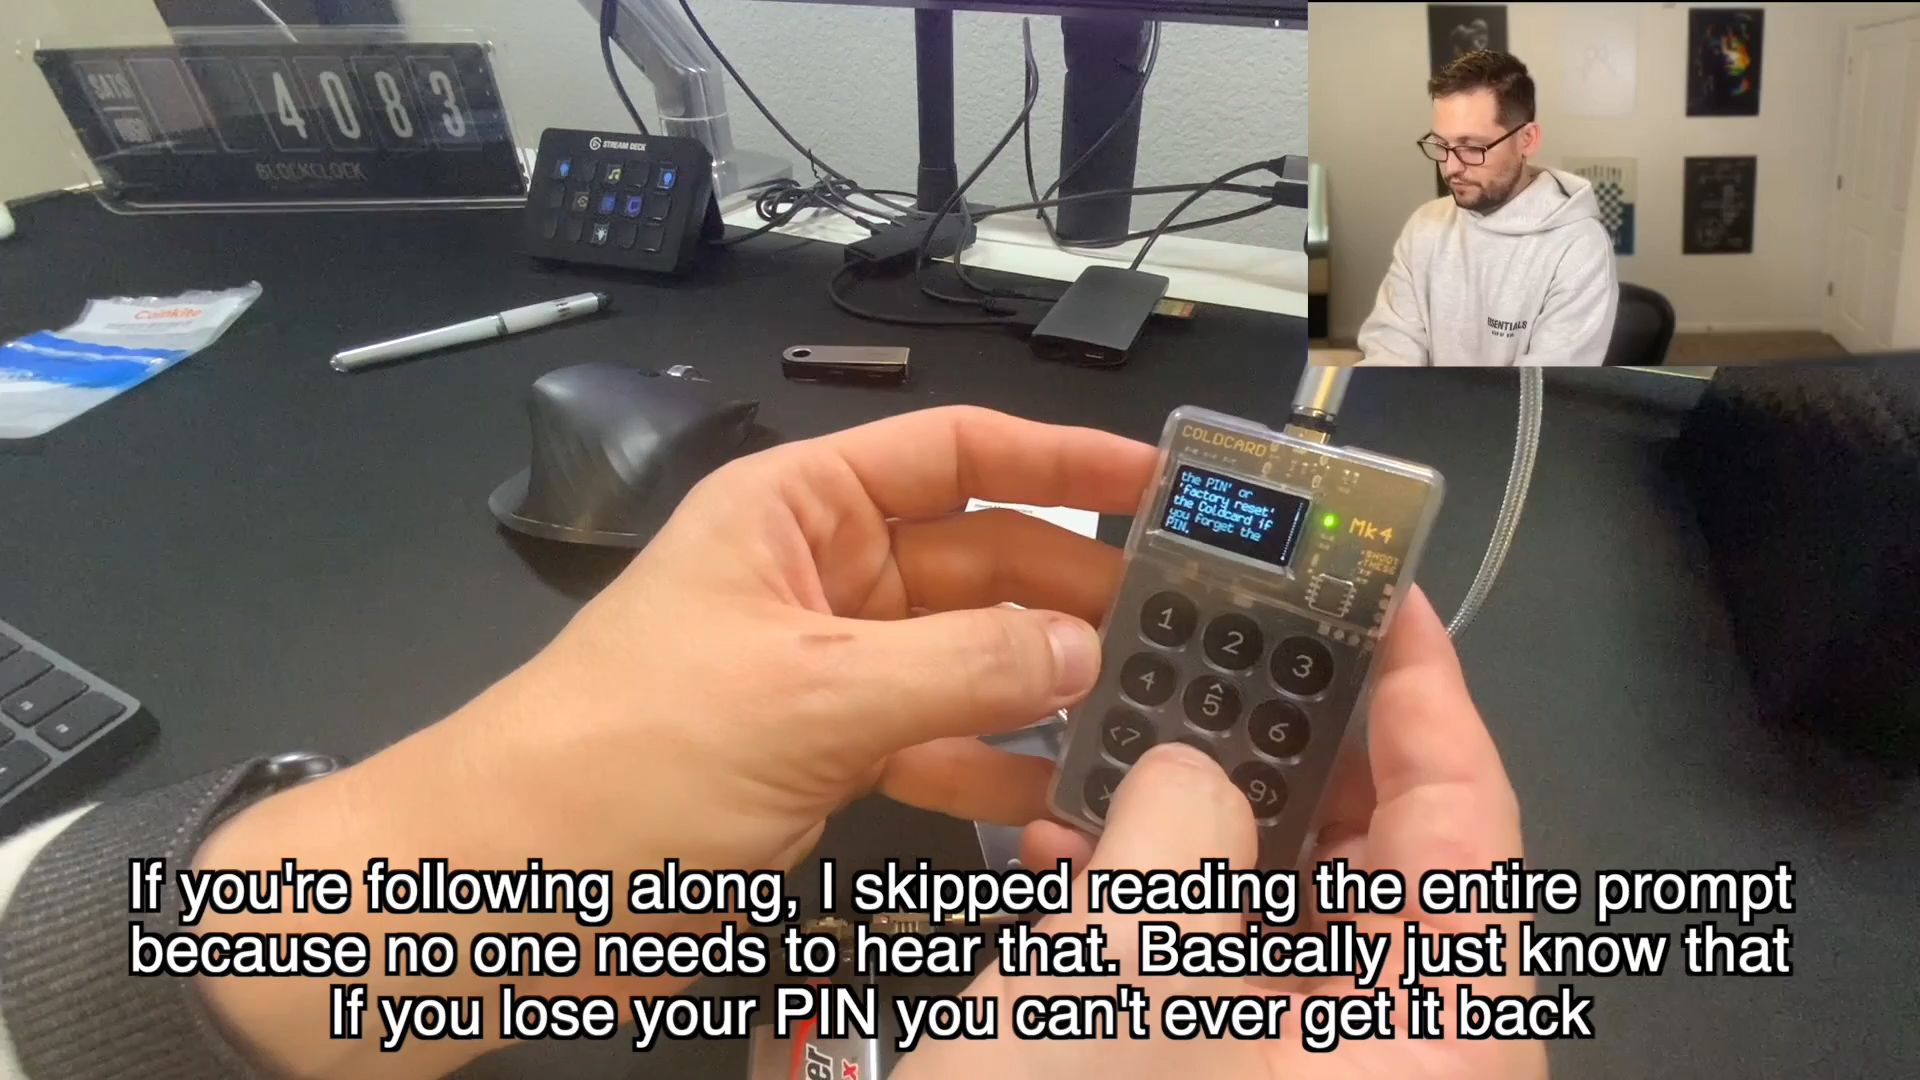 SATS
4083
BLOCKCLOCK
STREAM DECK
Coinkite
ESSENTIALS
COLDCARD
the PIN' or
'factory reset'
the Coldcard if
you forget the
PIN.
Mk4
SHOOT
THESE
1
2
3
4
5
6
<7
9>
If you're following along, I skipped reading the entire prompt
because no one needs to hear that. Basically just know that
If you lose your PIN you can't ever get it back